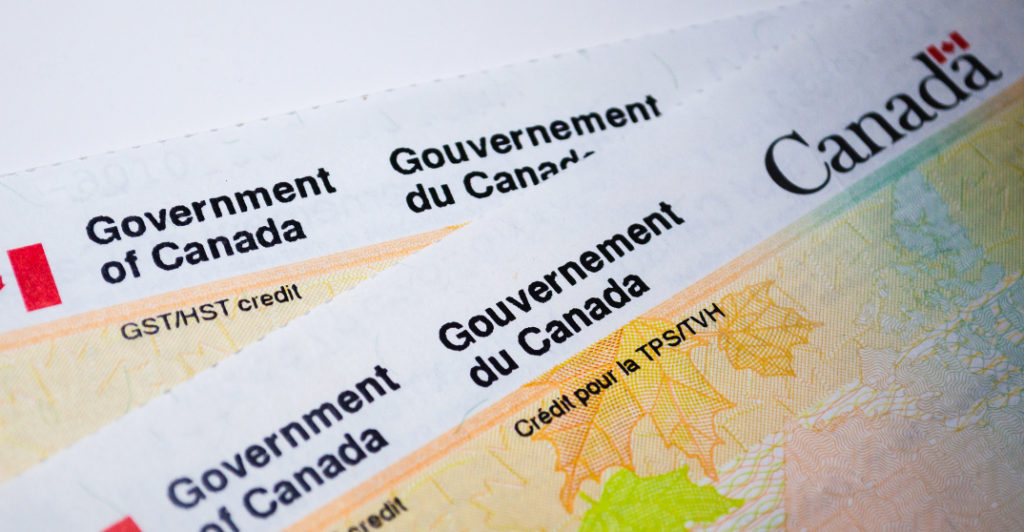 Government
of Canada
Gouvernement
du Canada
GST/HST credit
Canada
Gouvernement
du Canada
Crédit pour la TPS/TVH
Government
of Canada
credit